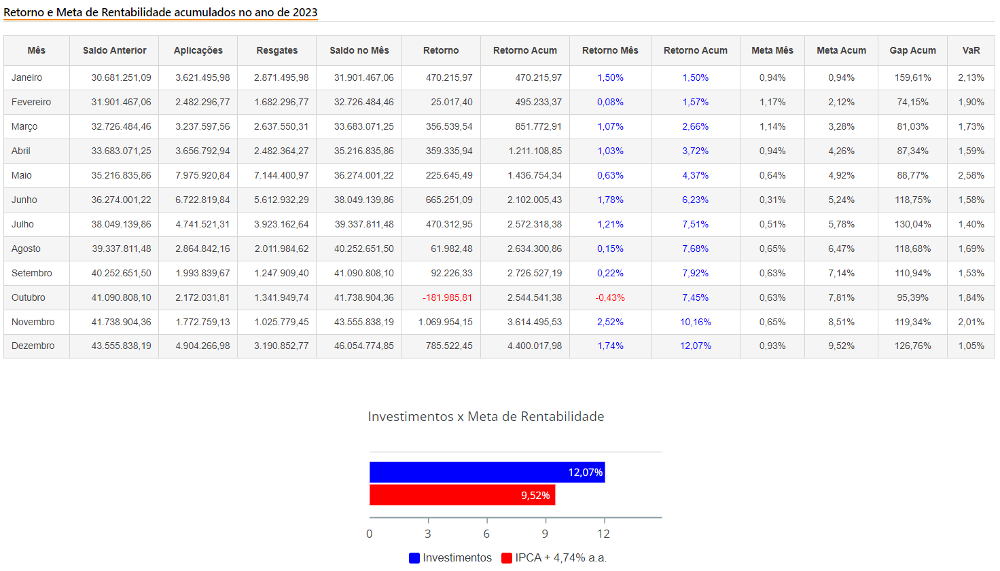 Retorno e Meta de Rentabilidade acumulados no ano de 2023
Mês Saldo Anterior Aplicações Resgates Saldo no Mês Retorno Retorno Acum Retorno Mês Retorno Acum Meta Mês Meta Acum Gap Acum VaR
Janeiro 30.681.251,09 3.621.495,98 2.871.495,98 31.901.467,06 470.215,97 470.215,97 1,50% 1,50% 0,94% 0,94% 159,61% 2,13%
Fevereiro 31.901.467,06 2.482.296,77 1.682.296,77 32.726.484,46 25.017,40 495.233,37 0,08% 1,57% 1,17% 2,12% 74,15% 1,90%
Março 32.726.484,46 3.237.597,56 2.637.550,31 33.683.071,25 356.539,54 851.772,91 1,07% 2,66% 1,14% 3,28% 81,03% 1,73%
Abril 33.683.071,25 3.656.792,94 2.482.364,27 35.216.835,86 359.335,94 1.211.108,85 1,03% 3,72% 0,94% 4,26% 87,34% 1,59%
Maio 35.216.835,86 7.975.920,84 7.144.400,97 36.274.001,22 225.645,49 1.436.754,34 0,63% 4,37% 0,64% 4,92% 88,77% 2,58%
Junho 36.274.001,22 6.722.819,84 5.612.932,29 38.049.139,86 665.251,09 2.102.005,43 1,78% 6,23% 0,31% 5,24% 118,75% 1,58%
Julho 38.049.139,86 4.741.521,31 3.923.162,64 39.337.811,48 470.312,95 2.572.318,38 1,21% 7,51% 0,51% 5,78% 130,04% 1,40%
Agosto 39.337.811,48 2.864.842,16 2.011.984,62 40.252.651,50 61.982,48 2.634.300,86 0,15% 7,68% 0,65% 6,47% 118,68% 1,69%
Setembro 40.252.651,50 1.993.839,67 1.247.909,40 41.090.808,10 92.226,33 2.726.527,19 0,22% 7,92% 0,63% 7,14% 110,94% 1,53%
Outubro 41.090.808,10 2.172.031,81 1.341.949,74 41.738.904,36 -181.985,81 2.544.541,38 -0,43% 7,45% 0,63% 7,81% 95,39% 1,84%
Novembro 41.738.904,36 1.772.759,13 1.025.779,45 43.555.838,19 1.069.954,15 3.614.495,53 2,52% 10,16% 0,65% 8,51% 119,34% 2,01%
Dezembro 43.555.838,19 4.904.266,98 3.190.852,77 46.054.774,85 785.522,45 4.400.017,98 1,74% 12,07% 0,93% 9,52% 126,76% 1,05%
Investimentos x Meta de Rentabilidade
12,07%
9,52%
0 3 6 9 12
Investimentos IPCA + 4,74% a.a.